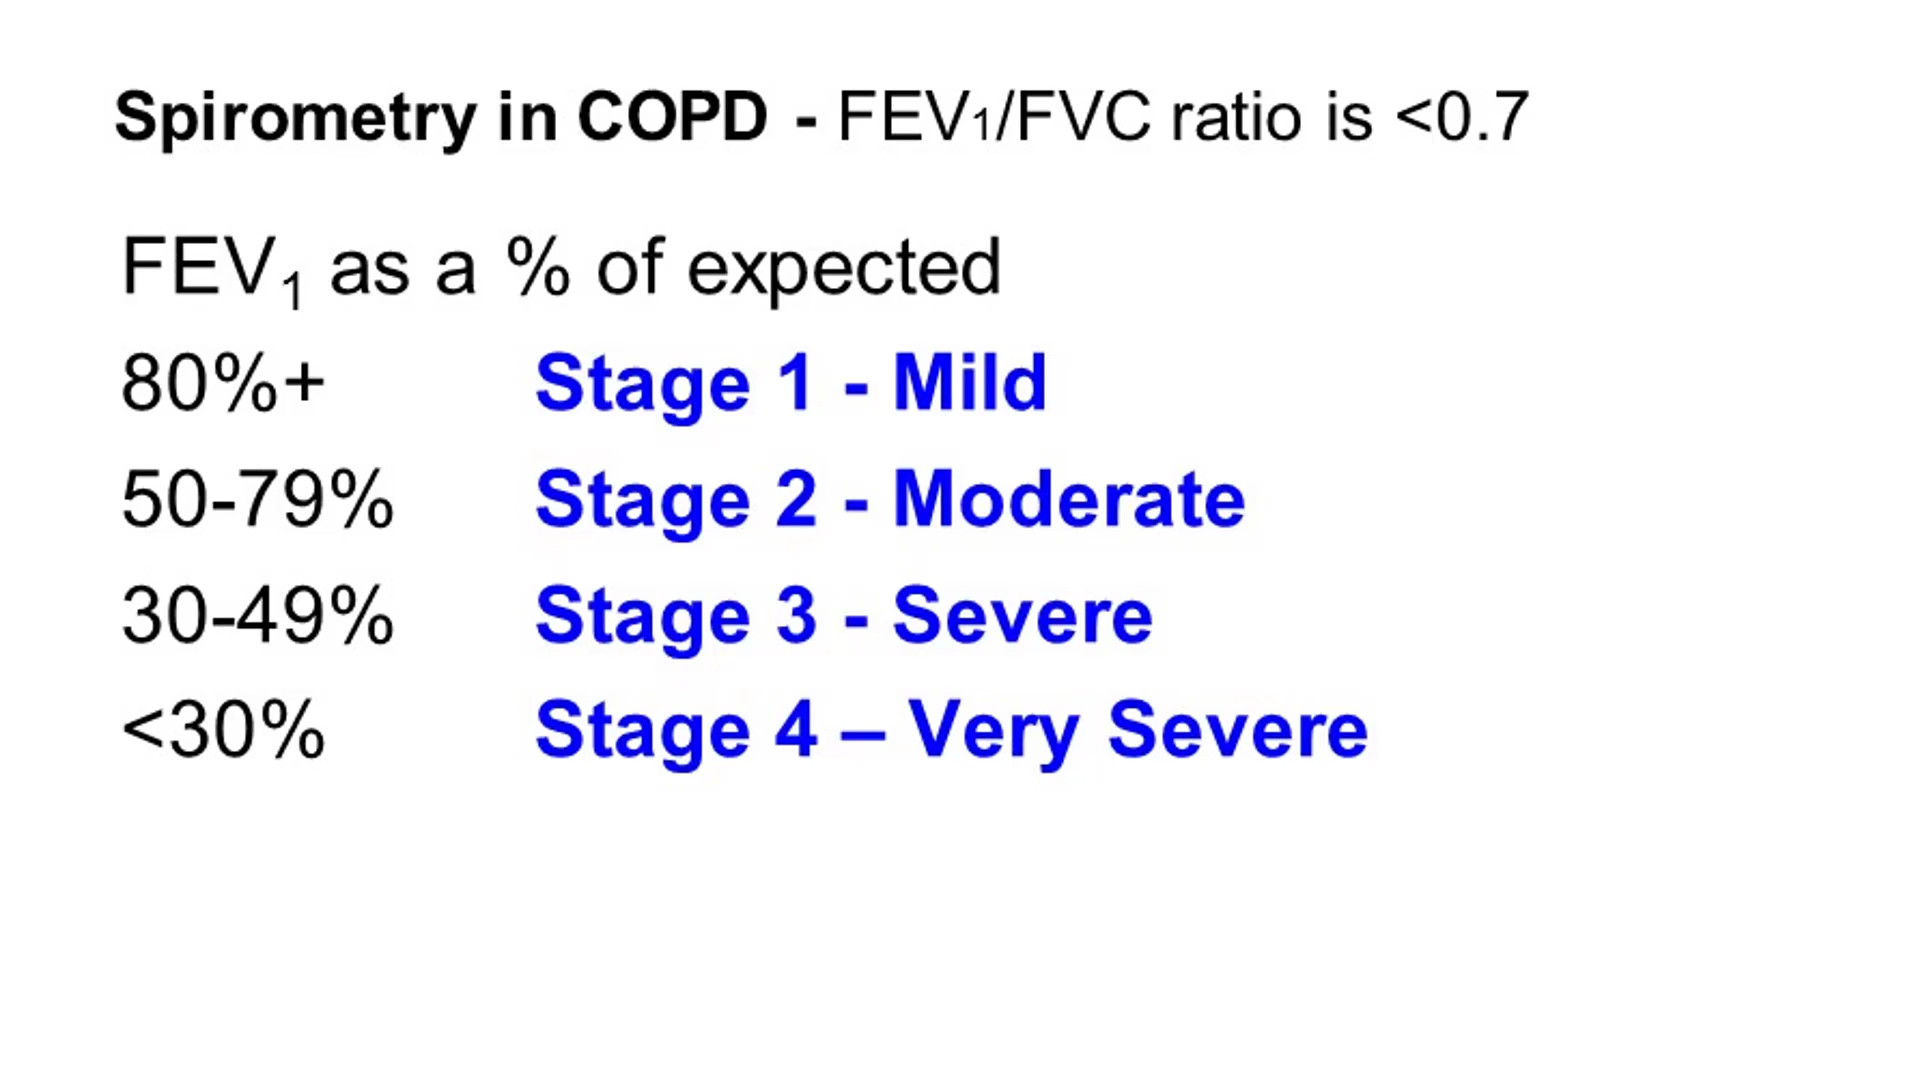 Spirometry in COPD - FEV₁/FVC ratio is <0.7
FEV₁ as a % of expected
80%+ Stage 1 - Mild
50-79% Stage 2 - Moderate
30-49% Stage 3 - Severe
<30% Stage 4 – Very Severe